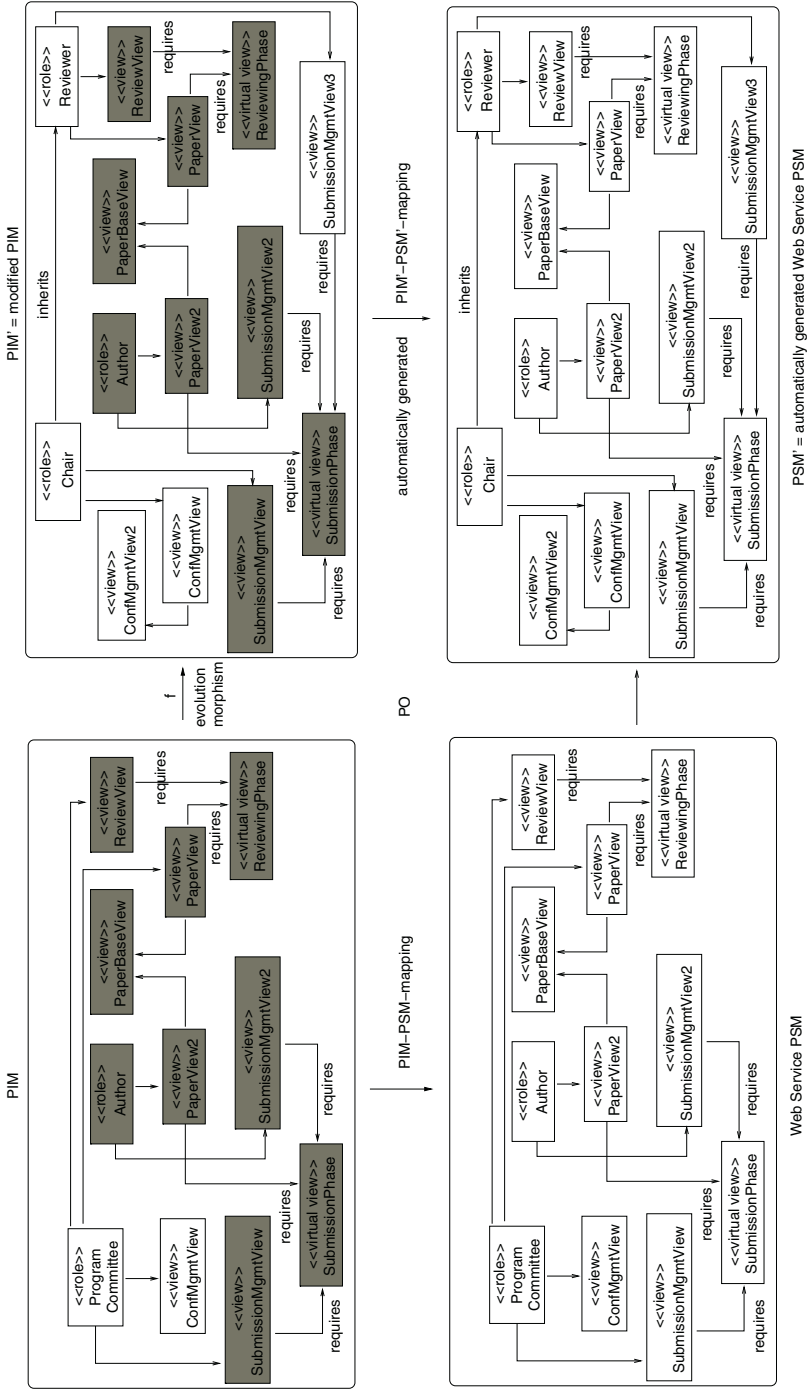 PIM
<<role>>
Program
Committee
<<role>>
Author
<<view>>
PaperBaseView
<<view>>
ReviewView
<<view>>
ConfMgmtView
<<view>>
PaperView2
<<view>>
PaperView
requires
requires
<<view>>
SubmissionMgmtView
<<view>>
SubmissionMgmtView2
<<virtual view>>
ReviewingPhase
requires
<<virtual view>>
SubmissionPhase
requires
requires
f
evolution
morphism
PIM' = modified PIM
inherits
<<role>>
Chair
<<role>>
Reviewer
<<role>>
Author
<<view>>
PaperBaseView
<<view>>
ReviewView
<<view>>
ConfMgmtView2
<<view>>
ConfMgmtView
<<view>>
PaperView2
<<view>>
PaperView
requires
requires
<<view>>
SubmissionMgmtView
<<view>>
SubmissionMgmtView2
<<virtual view>>
ReviewingPhase
requires
<<virtual view>>
SubmissionPhase
requires
requires
requires
<<view>>
SubmissionMgmtView3
PIM–PSM–mapping
PO
automatically generated
PIM'–PSM'–mapping
<<role>>
Program
Committee
<<role>>
Author
<<view>>
PaperBaseView
<<view>>
ReviewView
<<view>>
ConfMgmtView
<<view>>
PaperView2
<<view>>
PaperView
requires
requires
<<view>>
SubmissionMgmtView
<<view>>
SubmissionMgmtView2
<<virtual view>>
ReviewingPhase
requires
<<virtual view>>
SubmissionPhase
requires
requires
Web Service PSM
inherits
<<role>>
Chair
<<role>>
Reviewer
<<role>>
Author
<<view>>
PaperBaseView
<<view>>
ReviewView
<<view>>
ConfMgmtView2
<<view>>
ConfMgmtView
<<view>>
PaperView2
<<view>>
PaperView
requires
requires
<<view>>
SubmissionMgmtView
<<view>>
SubmissionMgmtView2
<<virtual view>>
ReviewingPhase
requires
<<virtual view>>
SubmissionPhase
requires
requires
requires
<<view>>
SubmissionMgmtView3
PSM' = automatically generated Web Service PSM